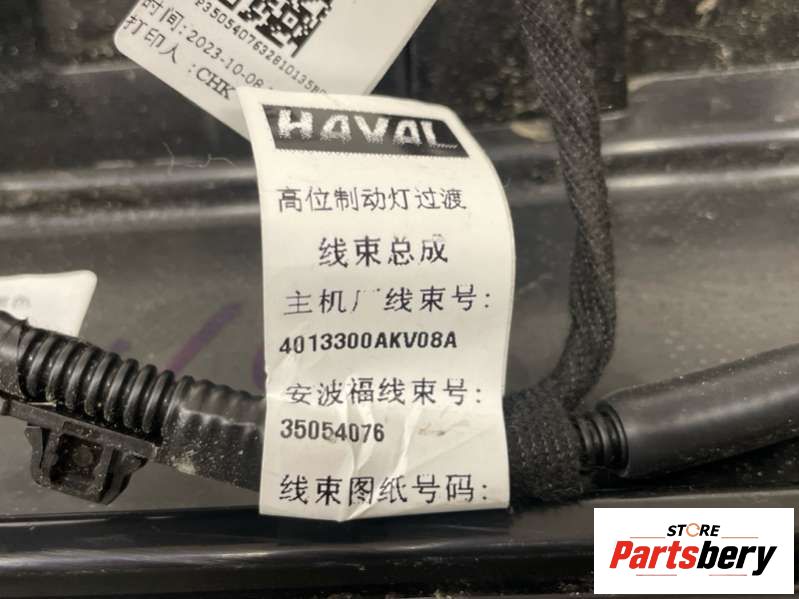 P3505407632810135
时间:2023-10-08
打印人:CHK
HAVAL
高位制动灯过渡
线束总成
主机厂线束号:
4013300AKV08A
安波福线束号:
35054076
线束图纸号码:
STORE
Partsbery